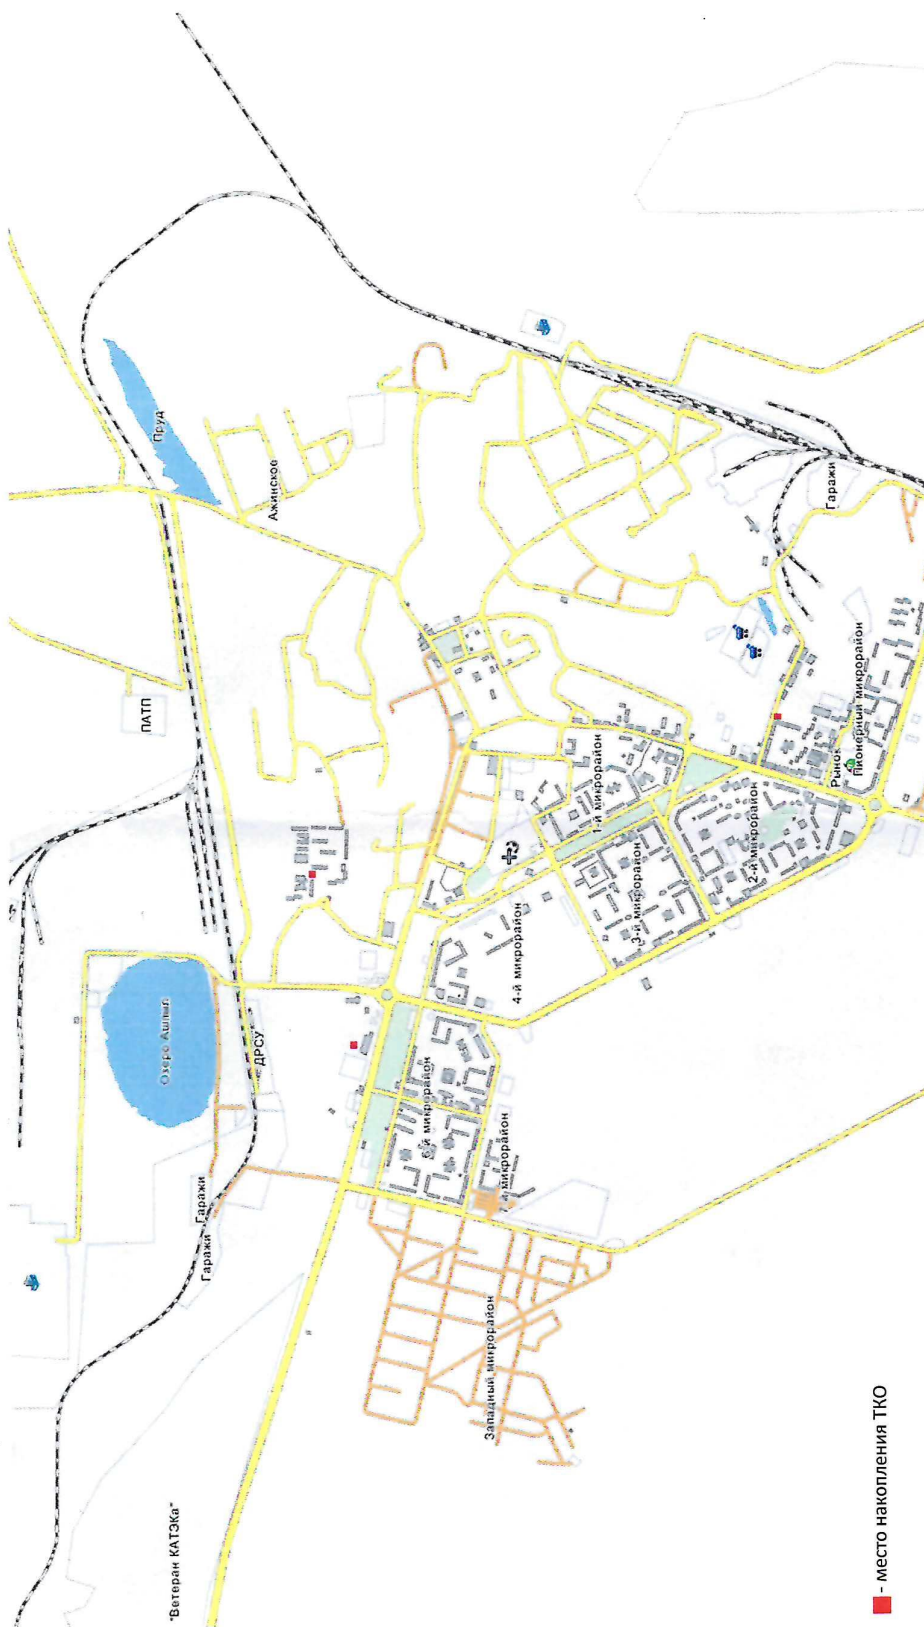 ПАТП
Пруд
Озеро Ашпыл
"Ветеран КАТЭКа"
Гаражи
Гаражи
ДРСУ
Ажинское
6-й микрорайон
Западный микрорайон
7-й микрорайон
4-й микрорайон
1-й микрорайон
3-й микрорайон
2-й микрорайон
Гаражи
Рынок
Пионерный микрорайон
- место накопления ТКО